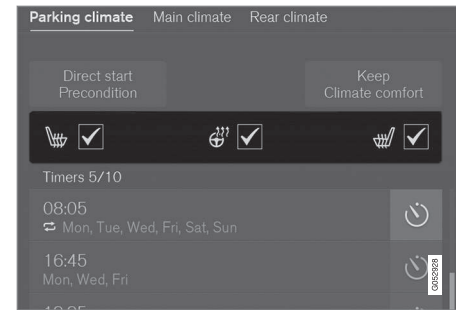 Parking climate Main climate Rear climate
Direct start Keep
Precondition Climate comfort
Timers 5/10
08:05
Mon, Tue, Wed, Fri, Sat, Sun
16:45
Mon, Wed, Fri
G052928